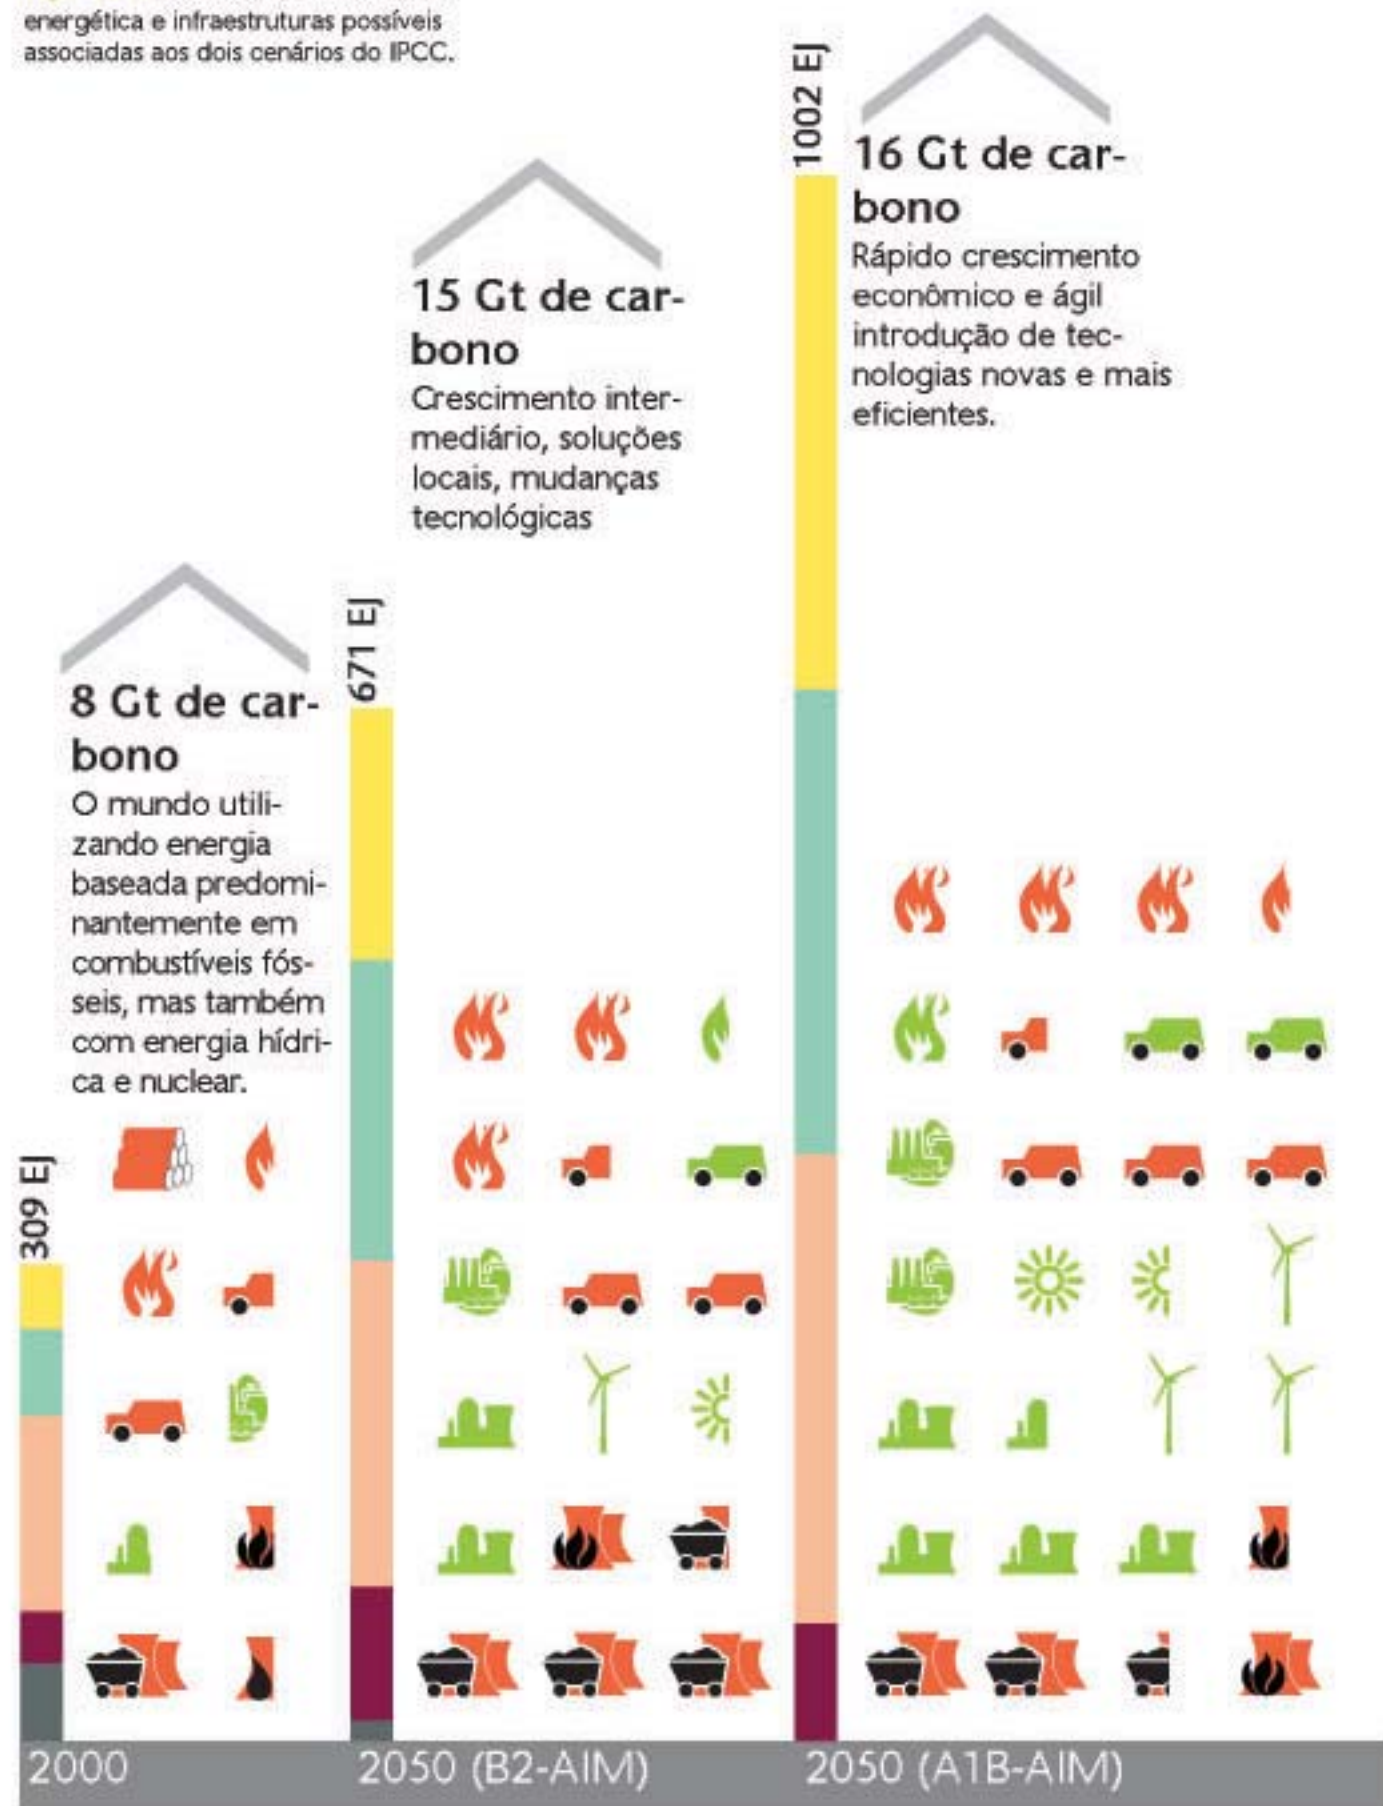 energética e infraestruturas possíveis
associadas aos dois cenários do IPCC.
309 EJ
8 Gt de car-
bono
O mundo utili-
zando energia
baseada predomi-
nantemente em
combustíveis fós-
seis, mas também
com energia hídri-
ca e nuclear.
671 EJ
15 Gt de car-
bono
Crescimento inter-
mediário, soluções
locais, mudanças
tecnológicas
1002 EJ
16 Gt de car-
bono
Rápido crescimento
econômico e ágil
introdução de tec-
nologias novas e mais
eficientes.
2000
2050 (B2-AIM)
2050 (A1B-AIM)